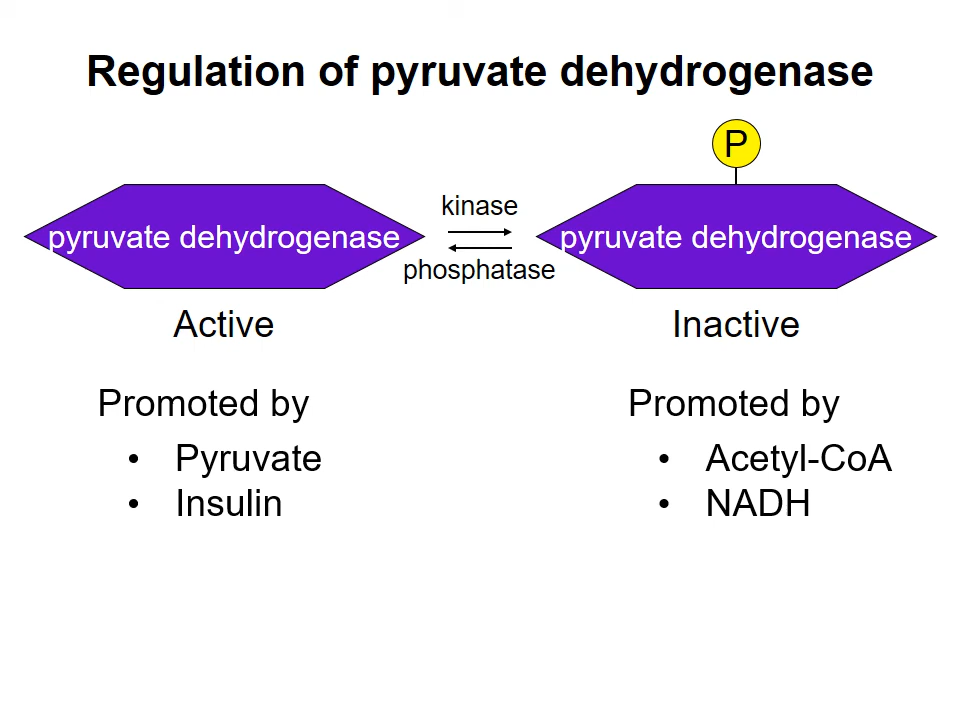 Regulation of pyruvate dehydrogenase
P
pyruvate dehydrogenase
kinase
phosphatase
pyruvate dehydrogenase
Active
Inactive
Promoted by
• Pyruvate
• Insulin
Promoted by
• Acetyl-CoA
• NADH